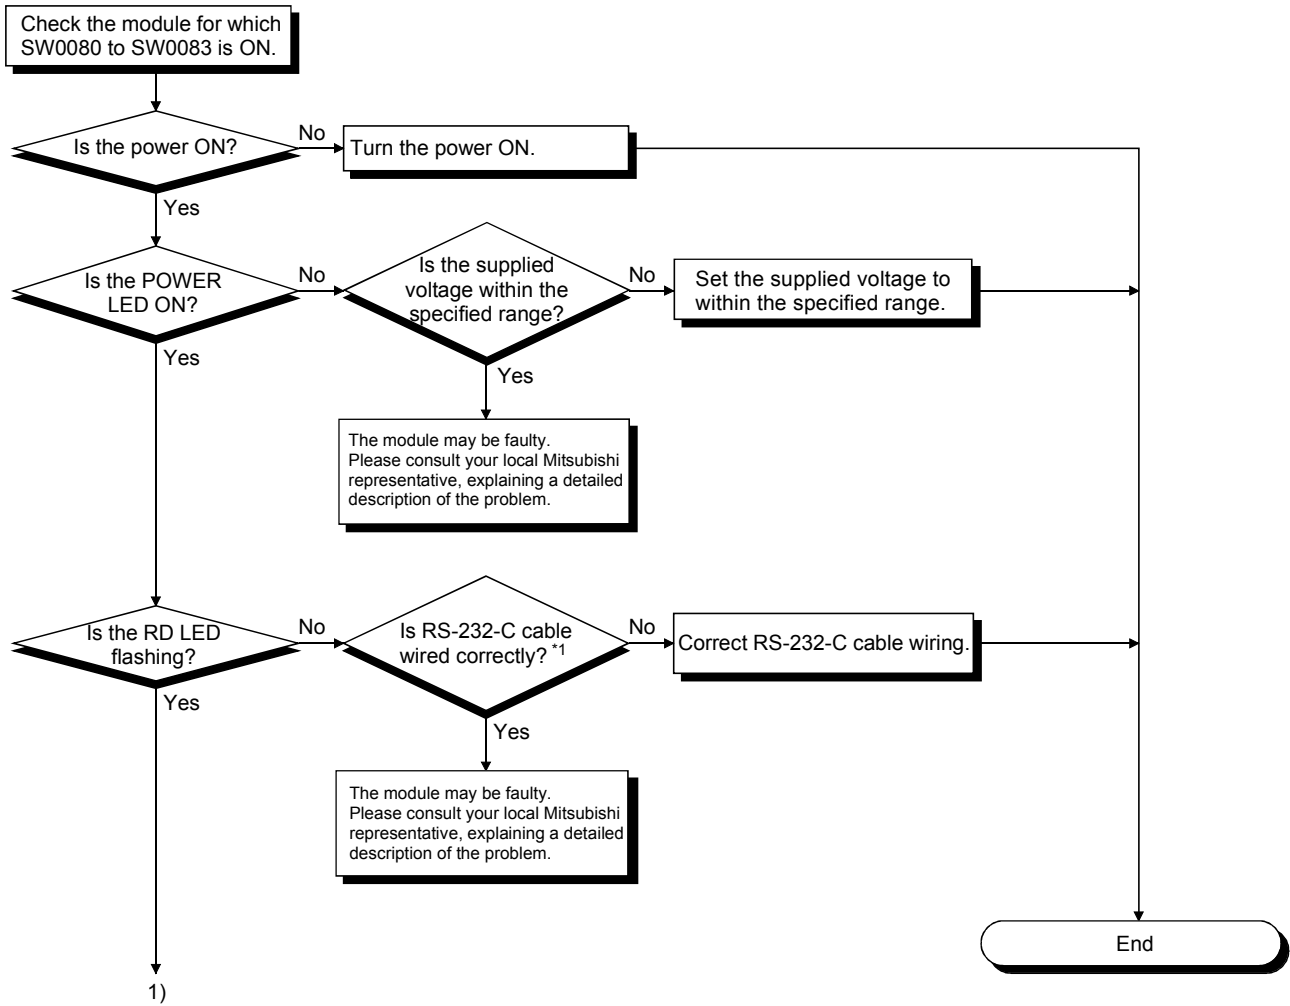 Check the module for which
SW0080 to SW0083 is ON.
Is the power ON?
No
Turn the power ON.
Yes
Is the POWER
LED ON?
No
Is the supplied
voltage within the
specified range?
No
Set the supplied voltage to
within the specified range.
Yes
Yes
The module may be faulty.
Please consult your local Mitsubishi
representative, explaining a detailed
description of the problem.
Is the RD LED
flashing?
No
Is RS-232-C cable
wired correctly? *1
No
Correct RS-232-C cable wiring.
Yes
Yes
The module may be faulty.
Please consult your local Mitsubishi
representative, explaining a detailed
description of the problem.
End
1)